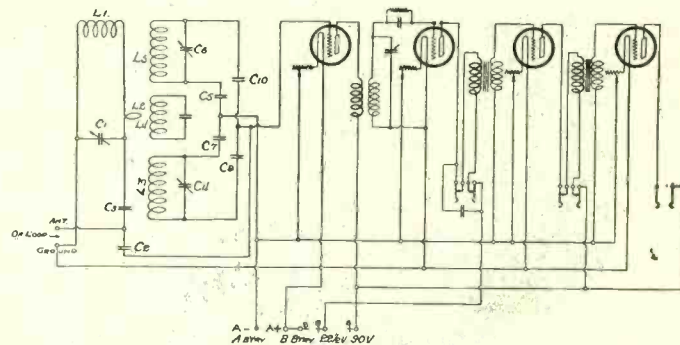 L1.
L5
C6
C10
C5
L2
L4
C1
C7
C8
L3
C4
C3
ANT.
OR LOOP
GROUND
C2
A- A+ B
A BTRY B BTRY 22½V 90V